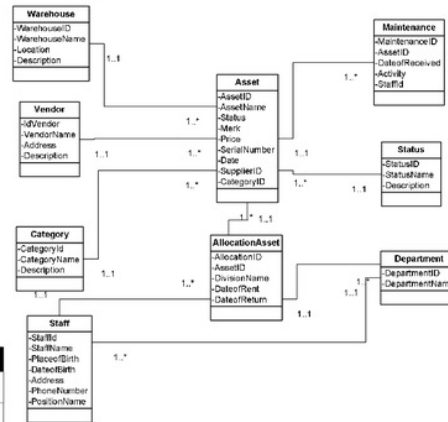 Warehouse
-WarehouseID
-WarehouseName
-Location
-Description
1..1
Maintenance
-MaintenanceID
-AssetID
-DateofReceived
-Activity
-StaffId
1..*
Vendor
-IdVendor
-VendorName
-Address
-Description
1..1
Asset
-AssetID
-AssetName
-Status
-Merk
-Price
-SerialNumber
-Date
-SupplierID
-CategoryID
1..*
1..*
1..*
1..1
1..*
1..*
1..1
Status
-StatusID
-StatusName
-Description
1..1
Category
-CategoryId
-CategoryName
-Description
1..1
1..1
AllocationAsset
-AllocationID
-AssetID
-DivisionName
-DateofRent
-DateofReturn
1..*
1..1
Department
-DepartmentID
-DepartmentNam
1..*
1..1
Staff
-StaffId
-StaffName
-PlaceofBirth
-DateofBirth
-Address
-PhoneNumber
-PositionName
1..*